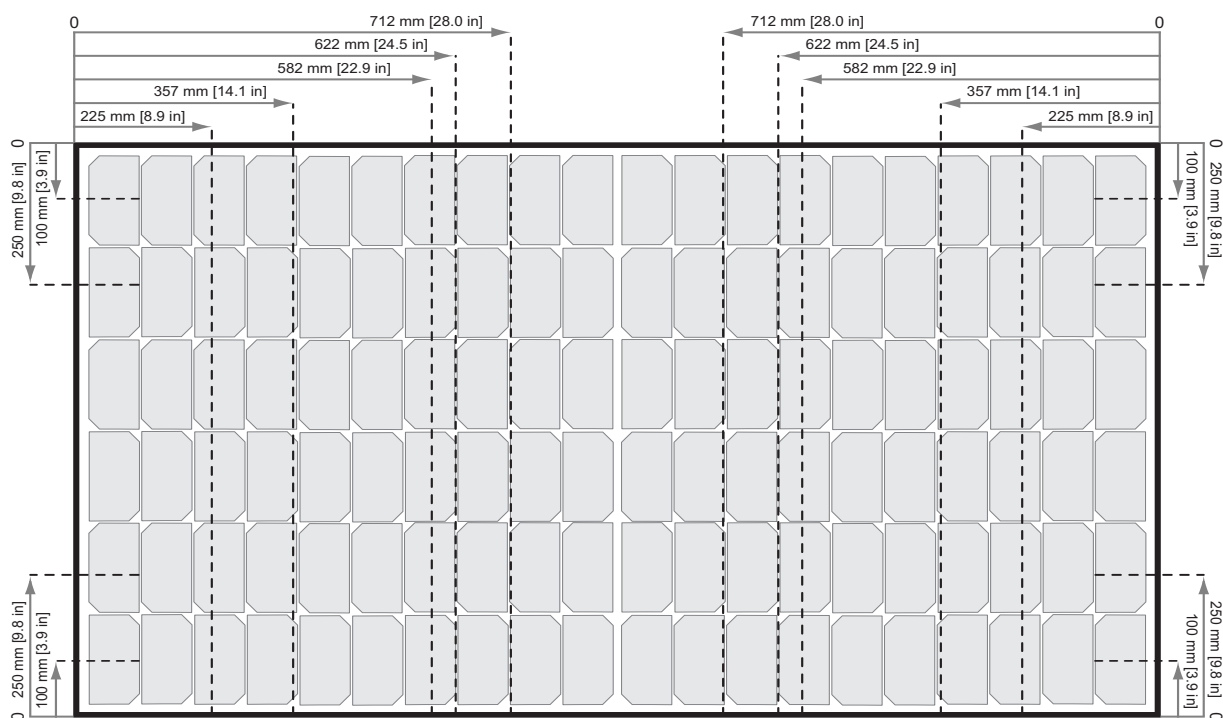 0
712 mm [28.0 in]
712 mm [28.0 in]
0
622 mm [24.5 in]
622 mm [24.5 in]
582 mm [22.9 in]
582 mm [22.9 in]
357 mm [14.1 in]
357 mm [14.1 in]
225 mm [8.9 in]
225 mm [8.9 in]
0
250 mm [9.8 in]
100 mm [3.9 in]
100 mm [3.9 in]
0
250 mm [9.8 in]
0
250 mm [9.8 in]
100 mm [3.9 in]
100 mm [3.9 in]
250 mm [9.8 in]
0